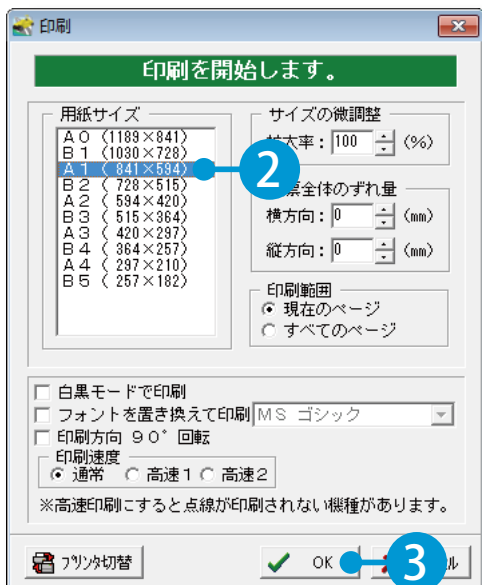 印刷
印刷を開始します。
用紙サイズ
A0 (1189×841)
B1 (1030×728)
A1 ( 841×594)
B2 ( 728×515)
A2 ( 594×420)
B3 ( 515×364)
A3 ( 420×297)
B4 ( 364×257)
A4 ( 297×210)
B5 ( 257×182)
2
サイズの微調整
大率：100 (%)
票全体のずれ量
横方向：0 (mm)
縦方向：0 (mm)
印刷範囲
現在のページ
すべてのページ
白黒モードで印刷
フォントを置き換えて印刷 MS ゴシック
印刷方向 90°回転
印刷速度
通常 高速1 高速2
※高速印刷にすると点線が印刷されない機種があります。
プリンタ切替 OK 3 ル